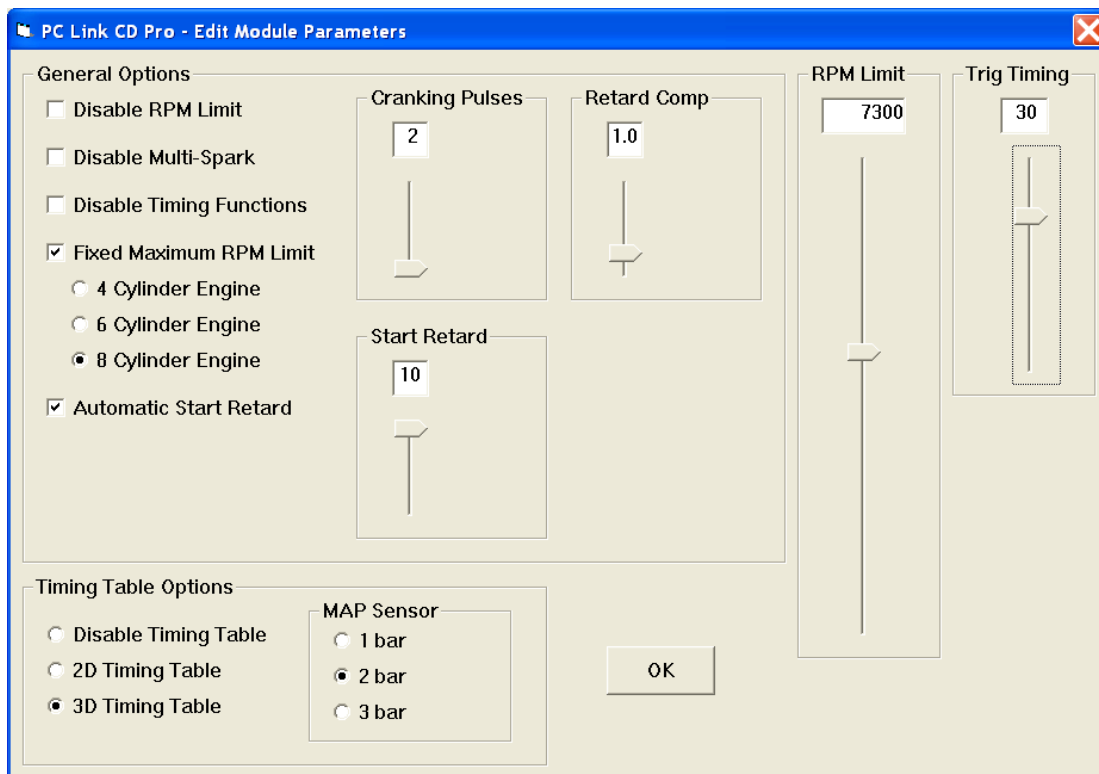 PC Link CD Pro - Edit Module Parameters
General Options
Disable RPM Limit
Disable Multi-Spark
Disable Timing Functions
Fixed Maximum RPM Limit
4 Cylinder Engine
6 Cylinder Engine
8 Cylinder Engine
Automatic Start Retard
Cranking Pulses
2
Retard Comp
1.0
Start Retard
10
RPM Limit
7300
Trig Timing
30
Timing Table Options
Disable Timing Table
2D Timing Table
3D Timing Table
MAP Sensor
1 bar
2 bar
3 bar
OK